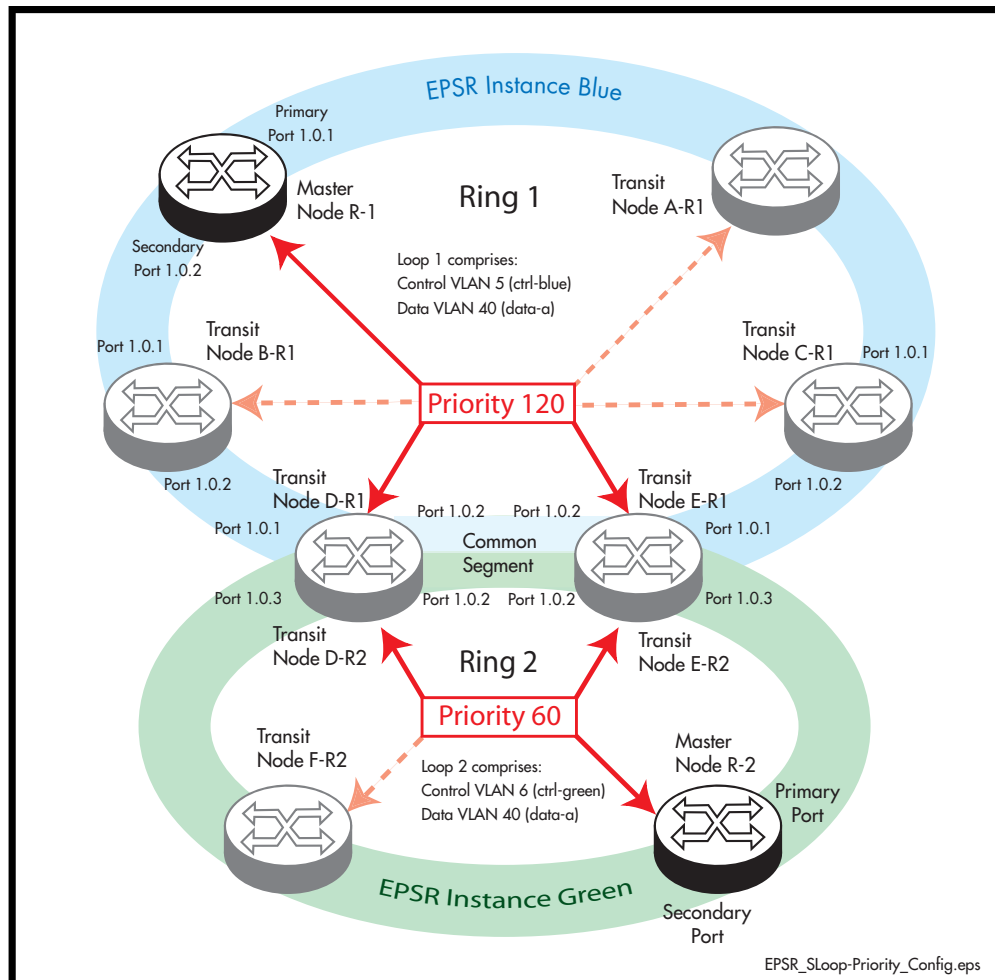 EPSR Instance Blue
Primary
Port 1.0.1
Master
Node R-1
Ring 1
Transit
Node A-R1
Secondary
Port 1.0.2
Loop 1 comprises:
Control VLAN 5 (ctrl-blue)
Data VLAN 40 (data-a)
Port 1.0.1
Transit
Node B-R1
Transit
Node C-R1
Port 1.0.1
Priority 120
Port 1.0.2
Transit
Node D-R1
Transit
Node E-R1
Port 1.0.2
Port 1.0.1
Port 1.0.2
Port 1.0.2
Port 1.0.1
Common
Segment
Port 1.0.3
Port 1.0.2
Port 1.0.2
Port 1.0.3
Transit
Node D-R2
Ring 2
Transit
Node E-R2
Priority 60
Transit
Node F-R2
Loop 2 comprises:
Control VLAN 6 (ctrl-green)
Data VLAN 40 (data-a)
Master
Node R-2
Primary
Port
EPSR Instance Green
Secondary
Port
EPSR_SLoop-Priority_Config.eps